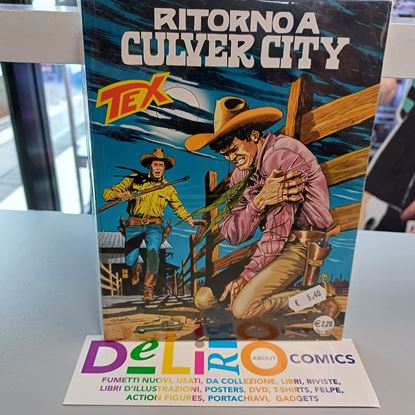 RITORNO A
CULVER CITY
TEX
€ 5,40
€ 2,20
DeLiRiO ABOUT COMICS
FUMETTI NUOVI, USATI, DA COLLEZIONE, LIBRI, RIVISTE,
LIBRI D'ILLUSTRAZIONI, POSTERS, DVD, T-SHIRTS, FELPE,
ACTION FIGURES, PORTACHIAVI, GADGETS